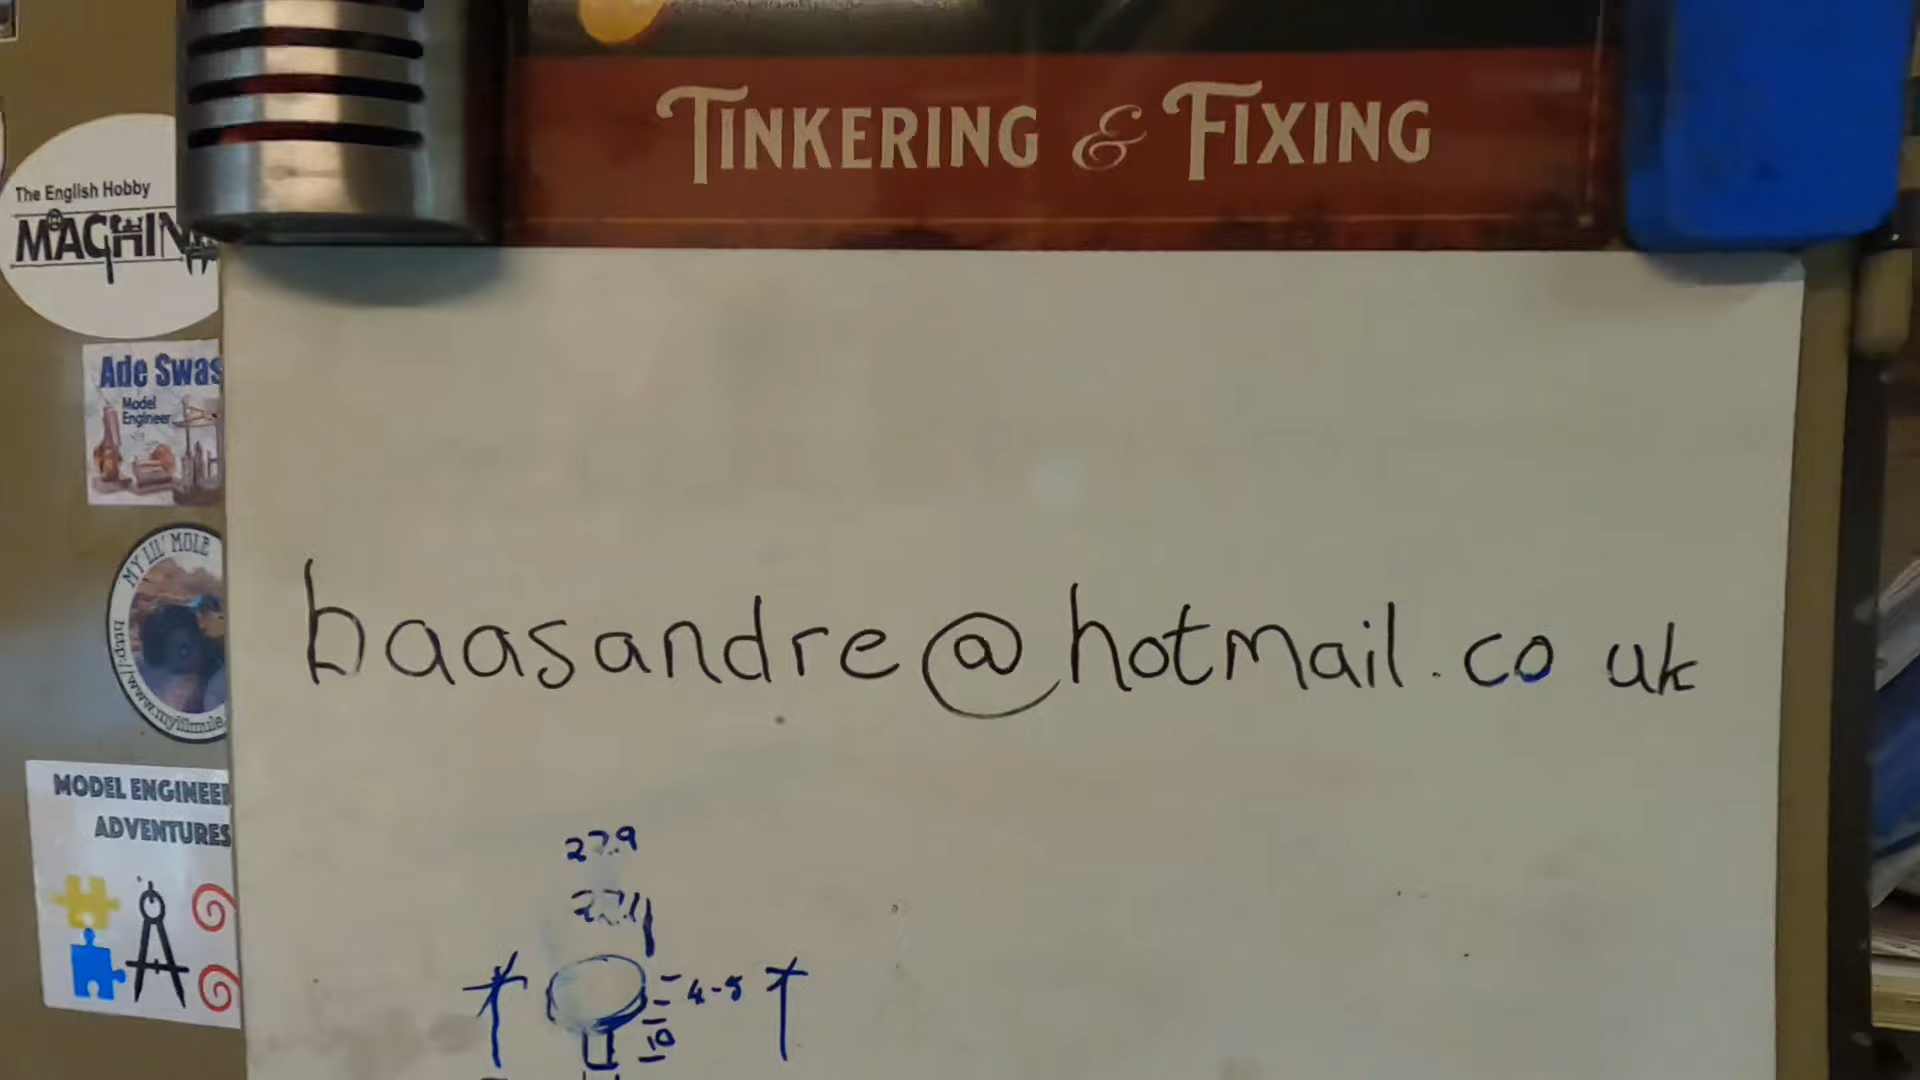 TINKERING & FIXING
The English Hobby
MACHIN
Ade Swas
Model
Engineer
MY LIL' MOLE
baasandre@hotmail.co uk
MODEL ENGINEER
ADVENTURES
27.9
4-5
10